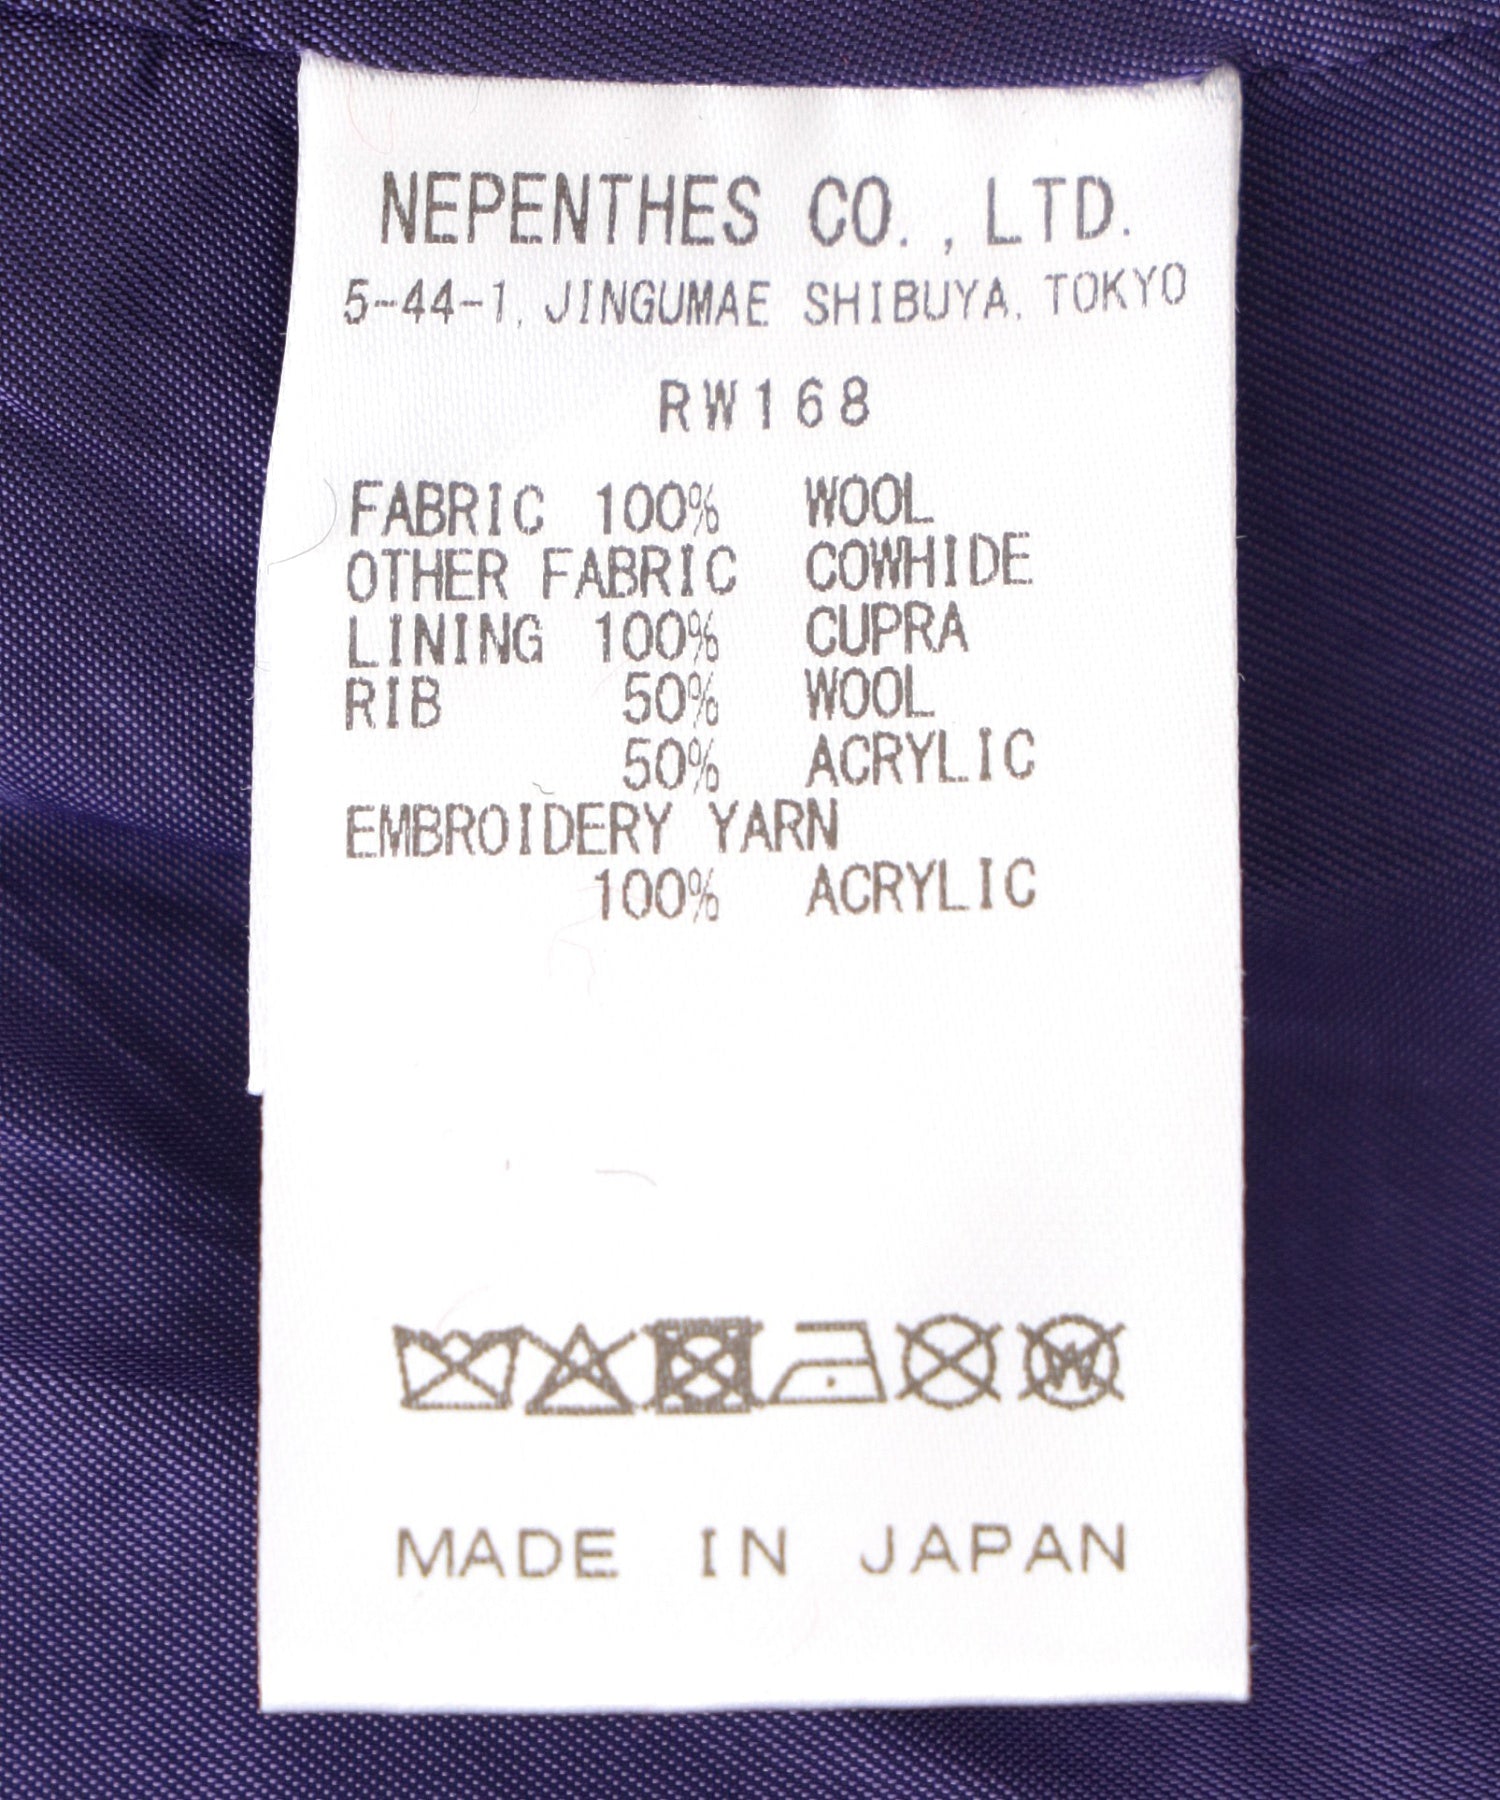 NEPENTHES CO.,LTD.
5-44-1, JINGUMAE SHIBUYA, TOKYO
RW168
FABRIC 100% WOOL
OTHER FABRIC COWHIDE
LINING 100% CUPRA
RIB 50% WOOL
50% ACRYLIC
EMBROIDERY YARN
100% ACRYLIC
W
MADE IN JAPAN